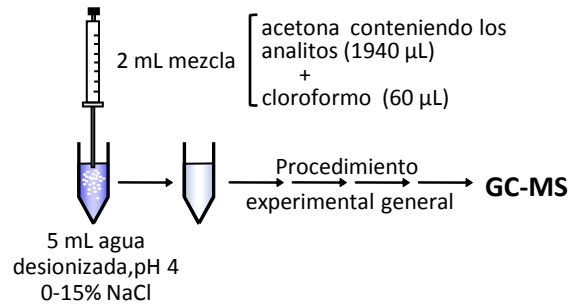 2 mL mezcla
acetona conteniendo los
analitos (1940 µL)
+
cloroformo (60 µL)
Procedimiento
experimental general
GC-MS
5 mL agua
desionizada,pH 4
0-15% NaCl